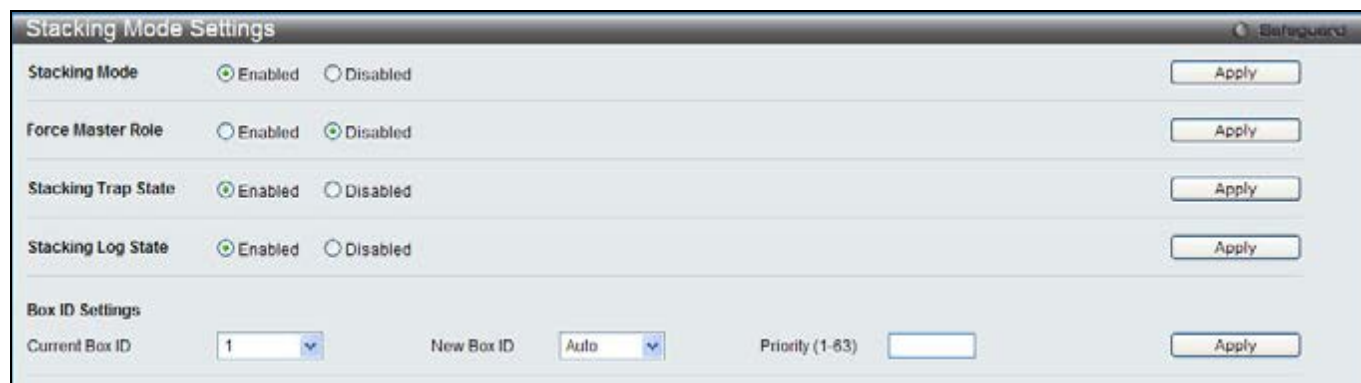 Stacking Mode Settings Safeguard
Stacking Mode Enabled Disabled Apply
Force Master Role Enabled Disabled Apply
Stacking Trap State Enabled Disabled Apply
Stacking Log State Enabled Disabled Apply
Box ID Settings
Current Box ID 1 New Box ID Auto Priority (1-63) Apply